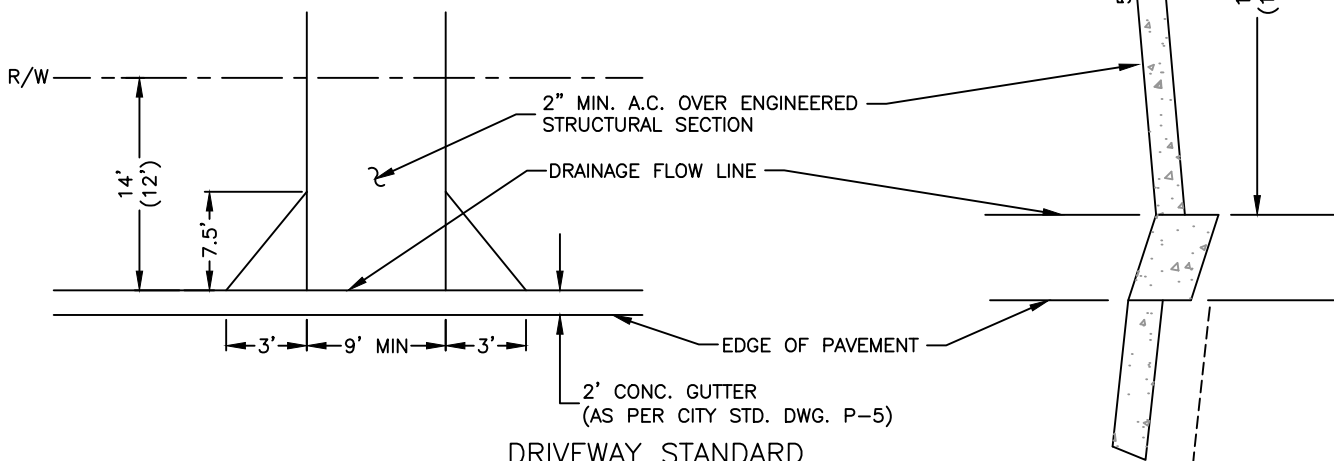 R/W
2" MIN. A.C. OVER ENGINEERED
STRUCTURAL SECTION
14'
(12')
DRAINAGE FLOW LINE
7.5'
3'
9' MIN
3'
EDGE OF PAVEMENT
2' CONC. GUTTER
(AS PER CITY STD. DWG. P-5)
DRIVEWAY STANDARD